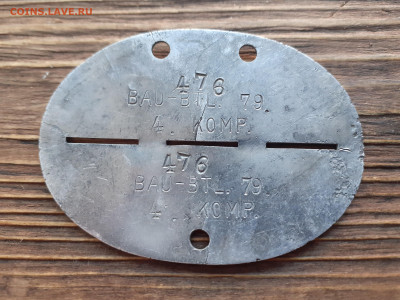 COINS.LAVE.RU
476
BAU-BTL. 79.
4. KOMP.
476
BAU-BTL. 79.
4. KOMP.